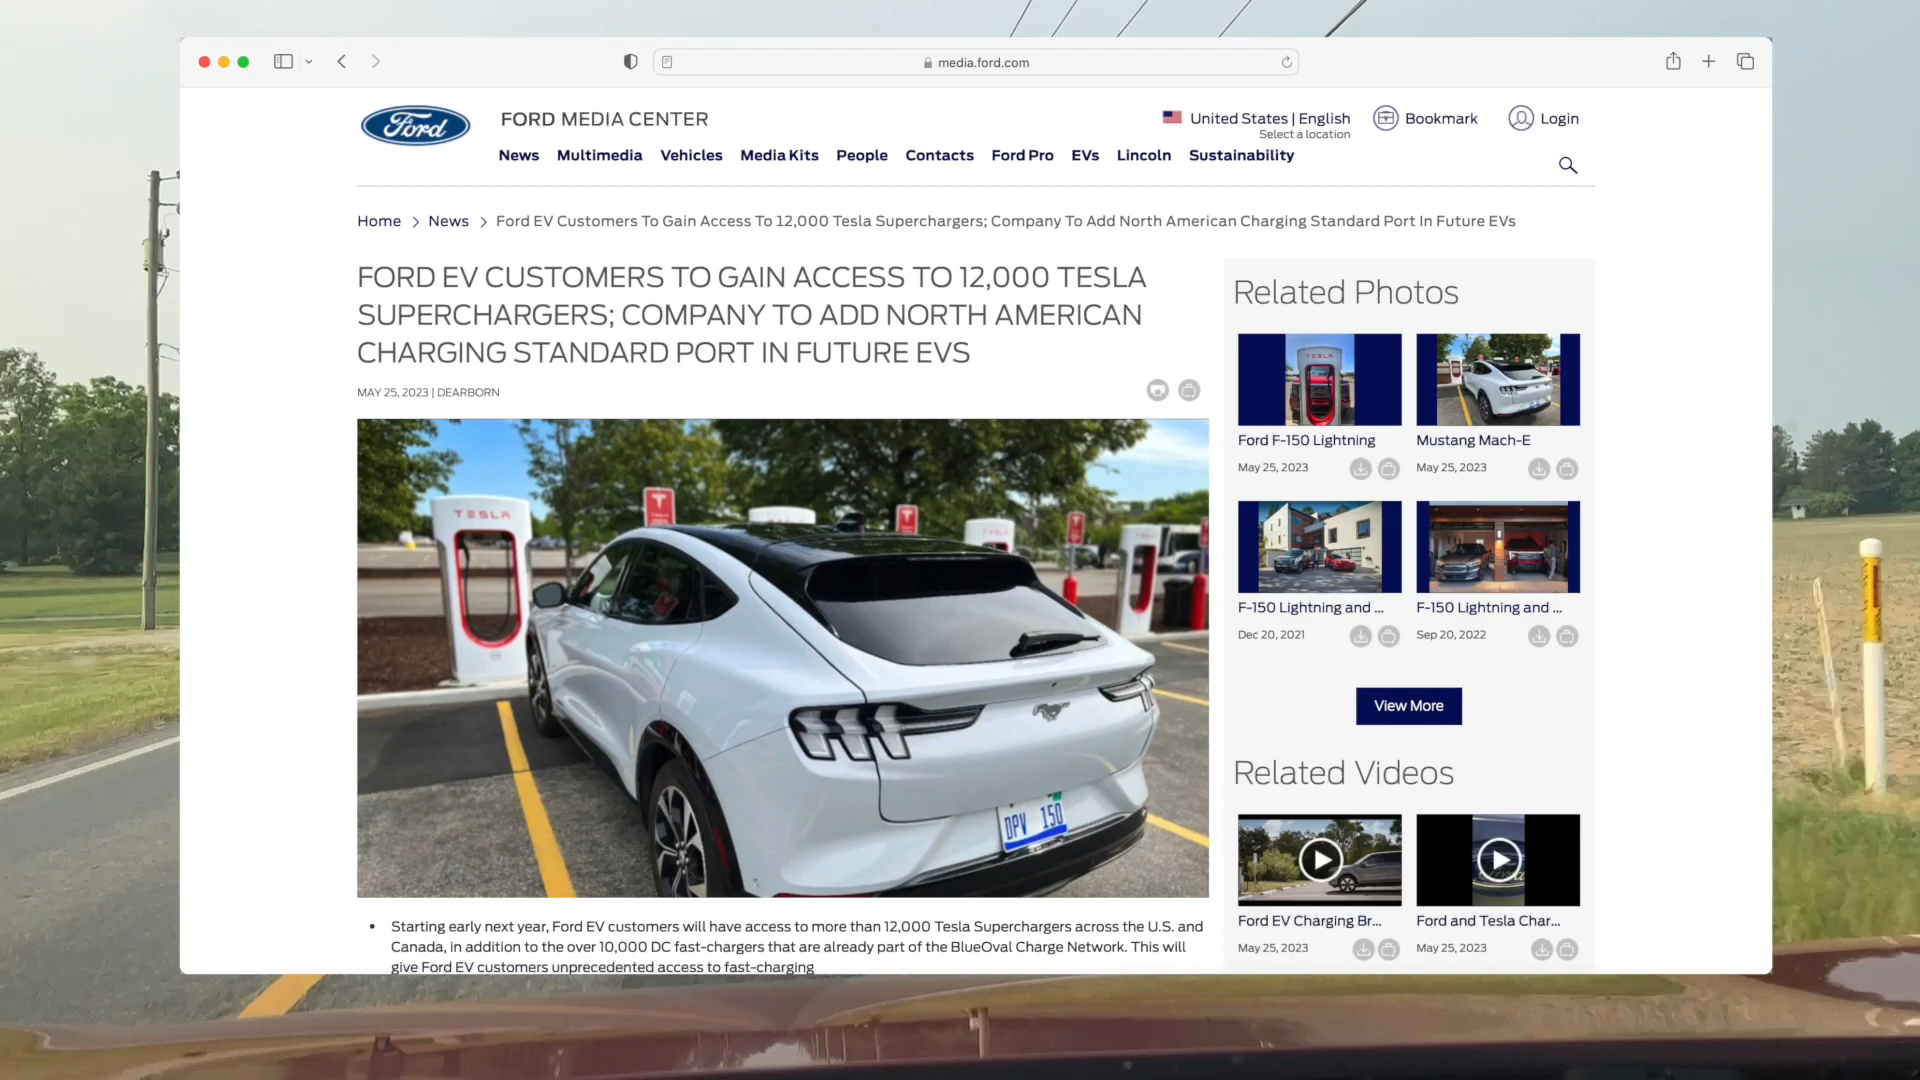 media.ford.com
Ford
FORD MEDIA CENTER
United States | English
Select a location
Bookmark
Login
News Multimedia Vehicles Media Kits People Contacts Ford Pro EVs Lincoln Sustainability
Home > News > Ford EV Customers To Gain Access To 12,000 Tesla Superchargers; Company To Add North American Charging Standard Port In Future EVs
FORD EV CUSTOMERS TO GAIN ACCESS TO 12,000 TESLA
SUPERCHARGERS; COMPANY TO ADD NORTH AMERICAN
CHARGING STANDARD PORT IN FUTURE EVS
MAY 25, 2023 | DEARBORN
TESLA
DPV 150
Starting early next year, Ford EV customers will have access to more than 12,000 Tesla Superchargers across the U.S. and
Canada, in addition to the over 10,000 DC fast-chargers that are already part of the BlueOval Charge Network. This will
give Ford EV customers unprecedented access to fast-charging
Related Photos
TESLA
Ford F-150 Lightning
May 25, 2023
Mustang Mach-E
May 25, 2023
F-150 Lightning and ...
Dec 20, 2021
F-150 Lightning and ...
Sep 20, 2022
View More
Related Videos
Ford EV Charging Br...
May 25, 2023
Ford and Tesla Char...
May 25, 2023